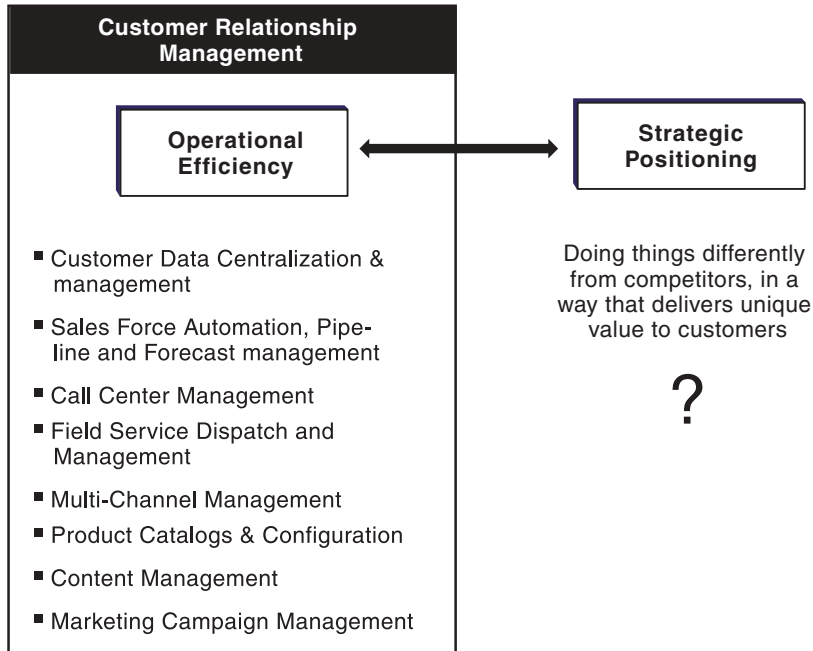 Customer Relationship
Management
Operational
Efficiency
■ Customer Data Centralization &
management
■ Sales Force Automation, Pipe-
line and Forecast management
■ Call Center Management
■ Field Service Dispatch and
Management
■ Multi-Channel Management
■ Product Catalogs & Configuration
■ Content Management
■ Marketing Campaign Management
Strategic
Positioning
Doing things differently
from competitors, in a
way that delivers unique
value to customers
?